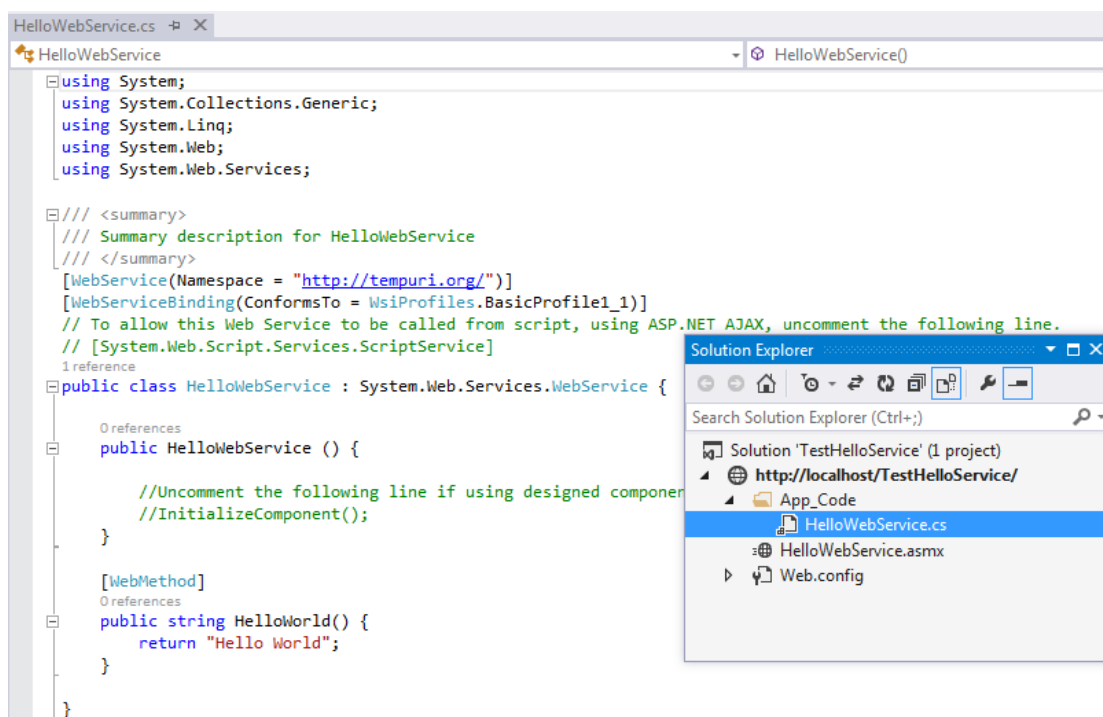 HelloWebService.cs
HelloWebService HelloWebService()
using System;
using System.Collections.Generic;
using System.Linq;
using System.Web;
using System.Web.Services;
/// <summary>
/// Summary description for HelloWebService
/// </summary>
[WebService(Namespace = "http://tempuri.org/")]
[WebServiceBinding(ConformsTo = WsiProfiles.BasicProfile1_1)]
// To allow this Web Service to be called from script, using ASP.NET AJAX, uncomment the following line.
// [System.Web.Script.Services.ScriptService]
1 reference
public class HelloWebService : System.Web.Services.WebService {
0 references
public HelloWebService () {
//Uncomment the following line if using designed componen
//InitializeComponent();
}
[WebMethod]
0 references
public string HelloWorld() {
return "Hello World";
}
}
Solution Explorer
Search Solution Explorer (Ctrl+;)
Solution 'TestHelloService' (1 project)
http://localhost/TestHelloService/
App_Code
HelloWebService.cs
HelloWebService.asmx
Web.config